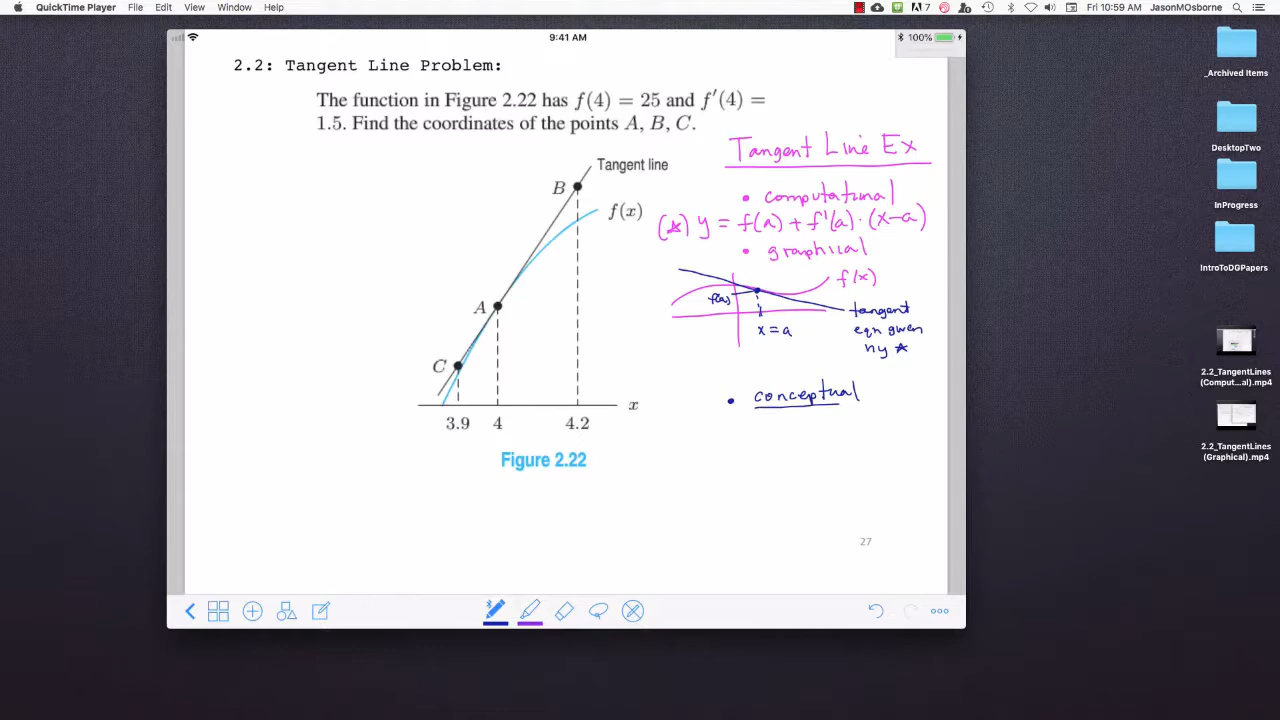 QuickTime Player File Edit View Window Help 7 Fri 10:59 AM JasonMOsborne
9:41 AM
100%
2.2: Tangent Line Problem:
The function in Figure 2.22 has f(4) = 25 and f′(4) =
1.5. Find the coordinates of the points A, B, C.
Tangent line
B
f(x)
A
C
x
3.9 4 4.2
Figure 2.22
Tangent Line Ex
• computational
(☆) y = f(a) + f'(a) · (x-a)
• graphical
f(x)
f(a)
x = a
tangent
eqn given
ny ☆
• conceptual
27
_Archived Items
DesktopTwo
InProgress
IntroToDGPapers
2.2_TangentLines
(Comput...al).mp4
2.2_TangentLines
(Graphical).mp4